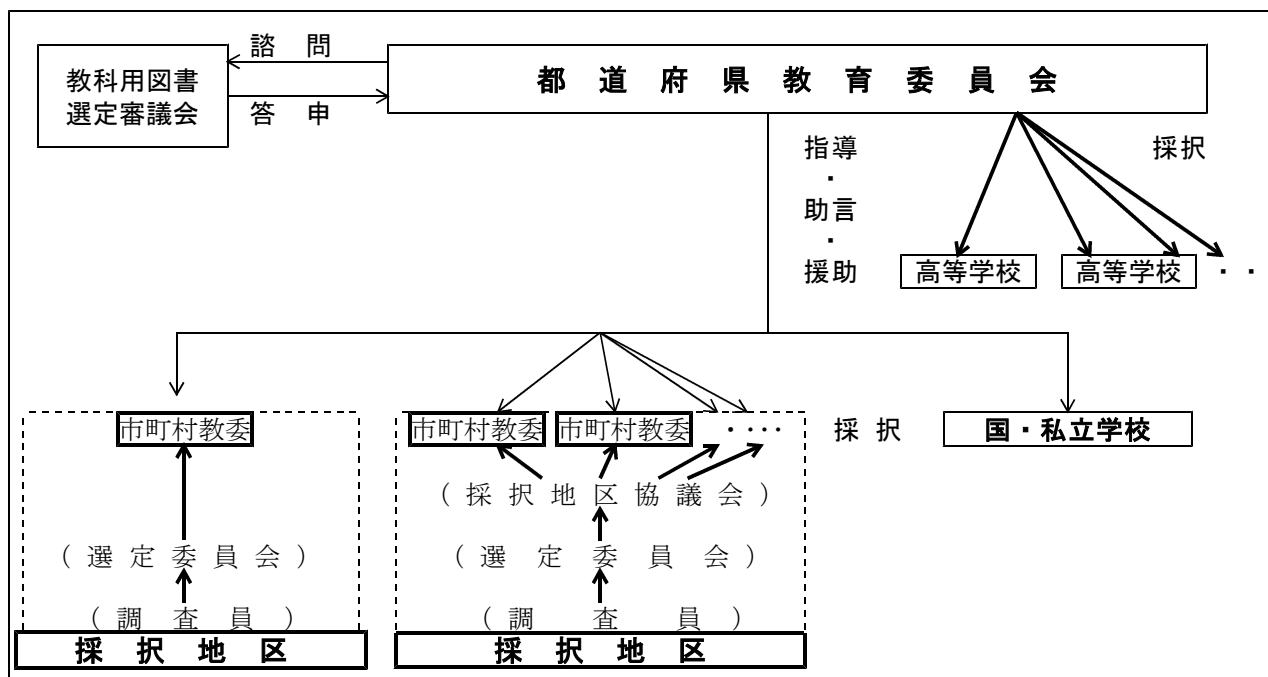 諮 問
教科用図書
選定審議会
都 道 府 県 教 育 委 員 会
答 申
指導
・
助言
・
援助
採択
高等学校
高等学校
・・
市町村教委
市町村教委
市町村教委
・・・・
採 択
国・私立学校
( 採 択 地 区 協 議 会 )
( 選 定 委 員 会 )
( 選 定 委 員 会 )
( 調 査 員 )
( 調 査 員 )
採 択 地 区
採 択 地 区